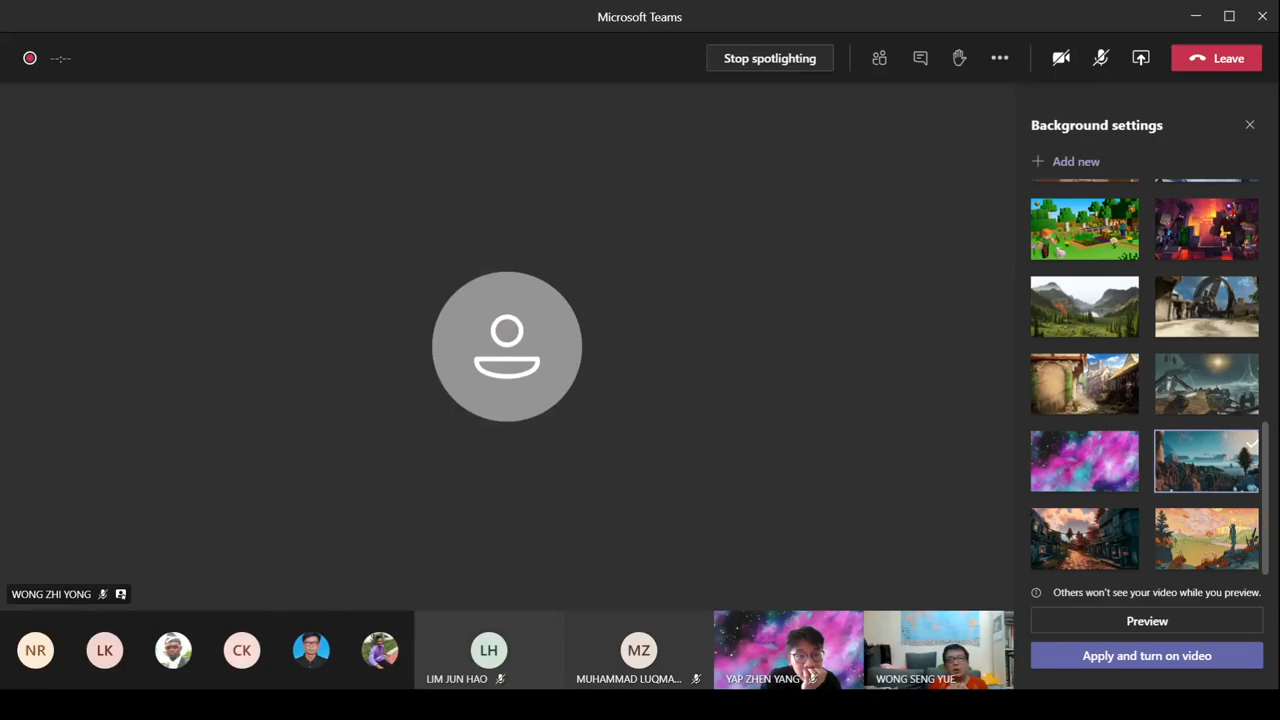 Microsoft Teams
--:--
Stop spotlighting
Leave
Background settings
Add new
Others won't see your video while you preview.
Preview
Apply and turn on video
WONG ZHI YONG
NR
LK
CK
LH
LIM JUN HAO
MZ
MUHAMMAD LUQMA...
YAP ZHEN YANG
WONG SENG YUE